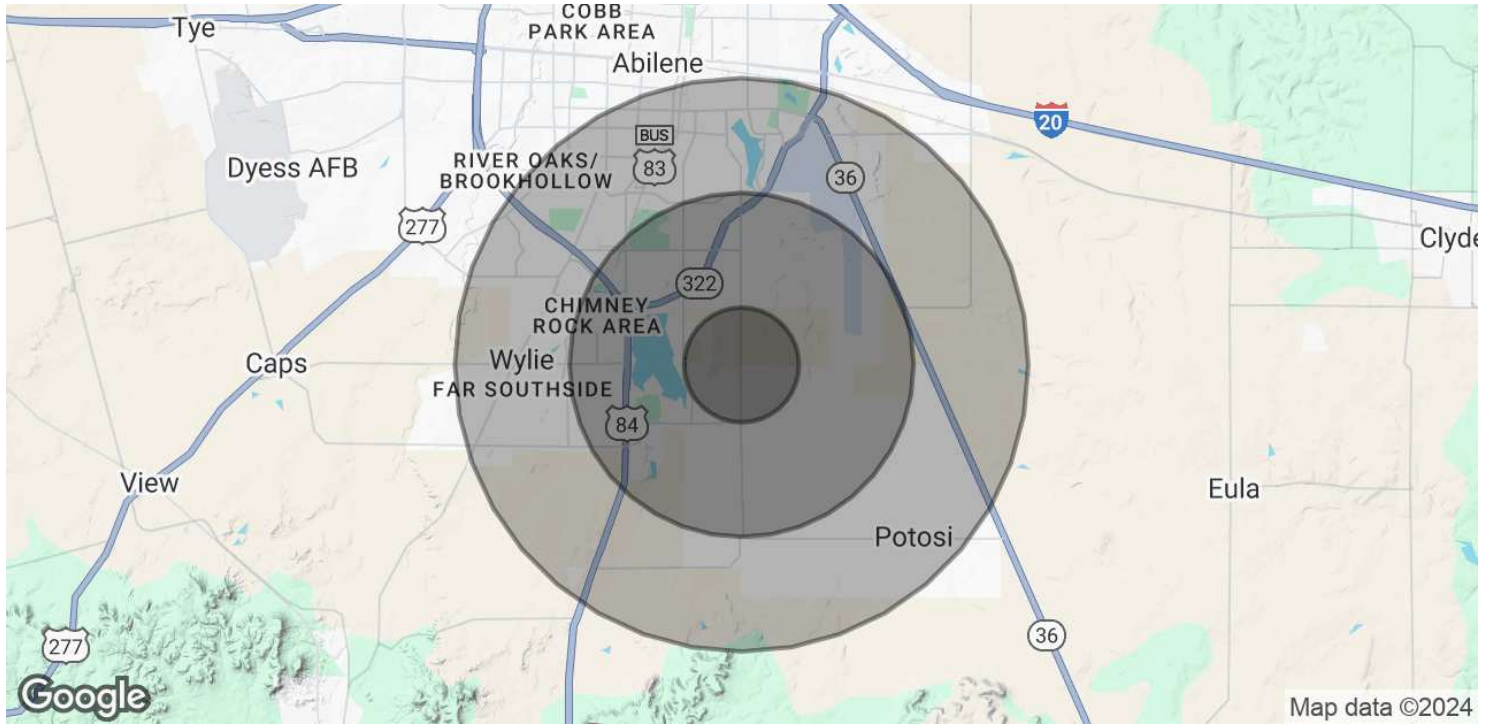 COBB
PARK AREA
Tye
Abilene
20
BUS
83
Dyess AFB
RIVER OAKS/
BROOKHOLLOW
36
277
Clyde
322
CHIMNEY
ROCK AREA
Caps
Wylie
FAR SOUTHSIDE
84
View
Eula
Potosi
277
36
Google
Map data ©2024